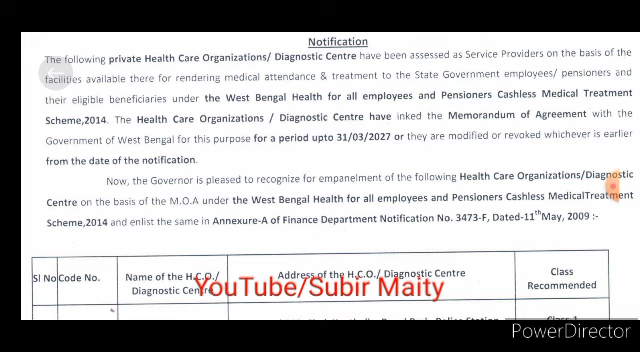 Notification
The following private Health Care Organizations/ Diagnostic Centre have been assessed as Service Providers on the basis of the
facilities available there for rendering medical attendance & treatment to the State Government employees/ pensioners and
their eligible beneficiaries under the West Bengal Health for all employees and Pensioners Cashless Medical Treatment
Scheme,2014. The Health Care Organizations / Diagnostic Centre have inked the Memorandum of Agreement with the
Government of West Bengal for this purpose for a period upto 31/03/2027 or they are modified or revoked whichever is earlier
from the date of the notification.
Now, the Governor is pleased to recognize for empanelment of the following Health Care Organizations/Diagnostic
Centre on the basis of the M.O.A under the West Bengal Health for all employees and Pensioners Cashless MedicalTreatment
Scheme,2014 and enlist the same in Annexure-A of Finance Department Notification No. 3473-F, Dated-11thMay, 2009 :-
Sl No Code No. Name of the H.C.O./ Diagnostic Centre Address of the H.C.O./ Diagnostic Centre Class Recommended
YouTube/Subir Maity
Police Station
Class-1
PowerDirector